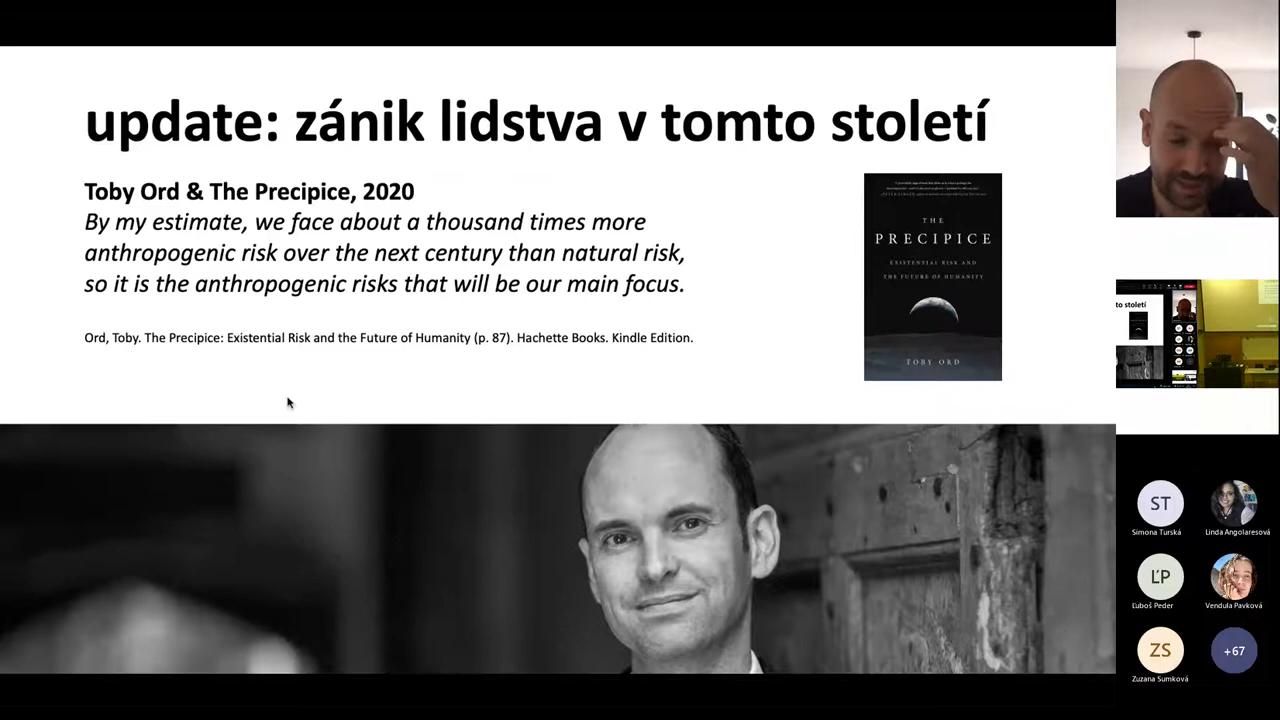 update: zánik lidstva v tomto století
Toby Ord & The Precipice, 2020
By my estimate, we face about a thousand times more
anthropogenic risk over the next century than natural risk,
so it is the anthropogenic risks that will be our main focus.
Ord, Toby. The Precipice: Existential Risk and the Future of Humanity (p. 87). Hachette Books. Kindle Edition.
THE
PRECIPICE
EXISTENTIAL RISK AND
THE FUTURE OF HUMANITY
TOBY ORD
to století
ST
Simona Turská
Linda Angolaresová
ĽP
Ľuboš Peder
Vendula Pavková
ZS
Zuzana Sumková
+67